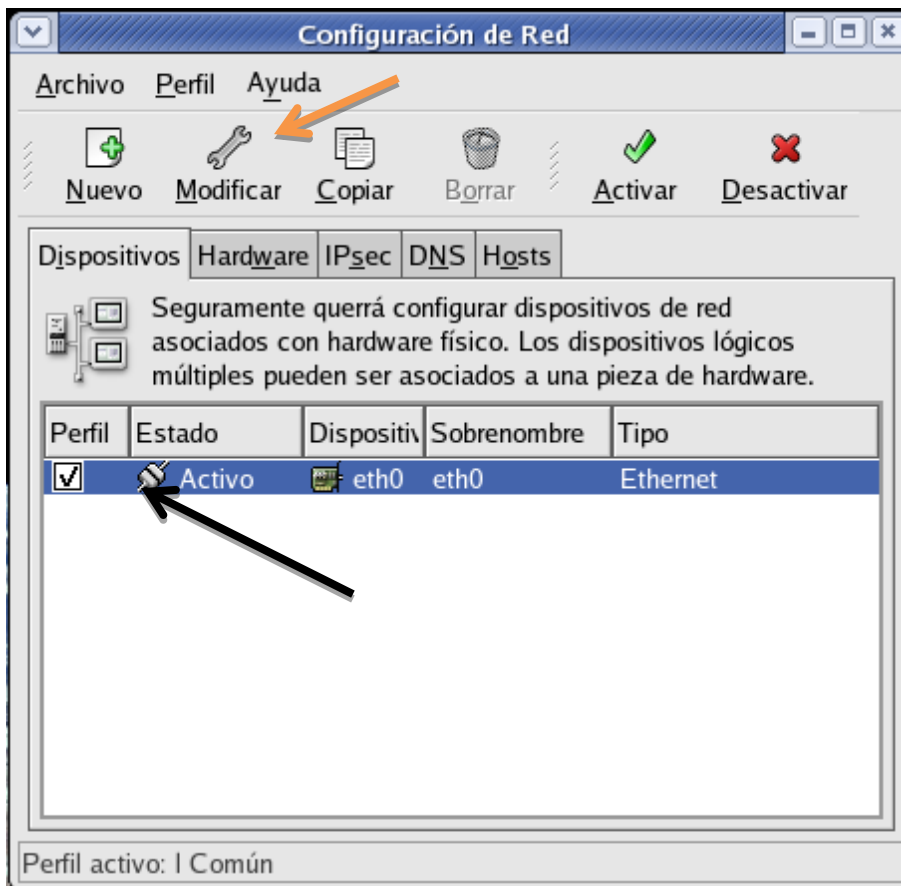 Configuración de Red
Archivo Perfil Ayuda
Nuevo Modificar Copiar Borrar Activar Desactivar
Dispositivos Hardware IPsec DNS Hosts
Seguramente querrá configurar dispositivos de red
asociados con hardware físico. Los dispositivos lógicos
múltiples pueden ser asociados a una pieza de hardware.
Perfil Estado Dispositiv Sobrenombre Tipo
Activo eth0 eth0 Ethernet
Perfil activo: l Común